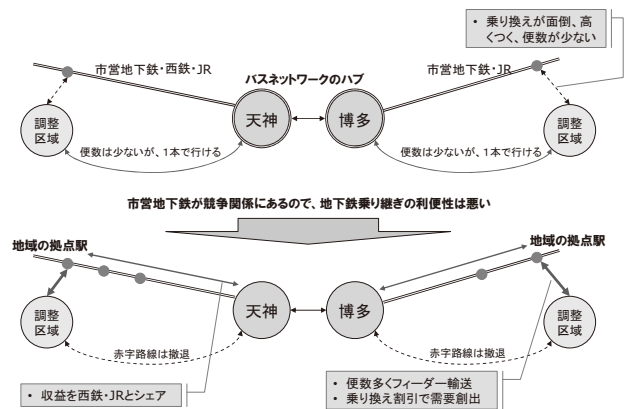 • 乗り換えが面倒、高
くつく、便数が少ない
市営地下鉄・西鉄・JR
バスネットワークのハブ
市営地下鉄・JR
調整
区域
天神
博多
調整
区域
便数は少ないが、1本で行ける
便数は少ないが、1本で行ける
市営地下鉄が競争関係にあるので、地下鉄乗り継ぎの利便性は悪い
地域の拠点駅
地域の拠点駅
調整
区域
天神
博多
調整
区域
赤字路線は撤退
赤字路線は撤退
• 収益を西鉄・JRとシェア
• 便数多くフィーダー輸送
• 乗り換え割引で需要創出